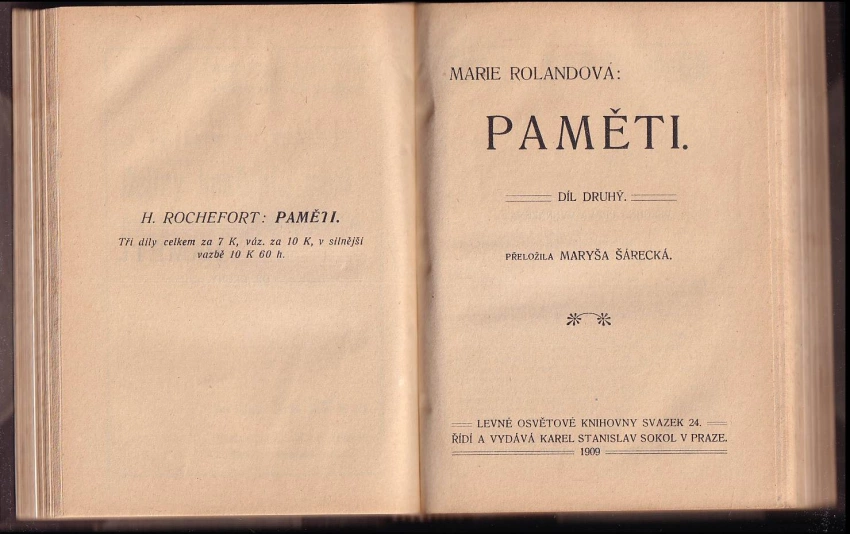 H. ROCHEFORT: PAMĚTI.
Tři díly celkem za 7 K, váz. za 10 K, v silnější
vazbě 10 K 60 h.
MARIE ROLANDOVÁ:
PAMĚTI.
DÍL DRUHÝ.
PŘELOŽILA MARYŠA ŠÁRECKÁ.
LEVNÉ OSVĚTOVÉ KNIHOVNY SVAZEK 24.
ŘÍDÍ A VYDÁVÁ KAREL STANISLAV SOKOL V PRAZE.
1909